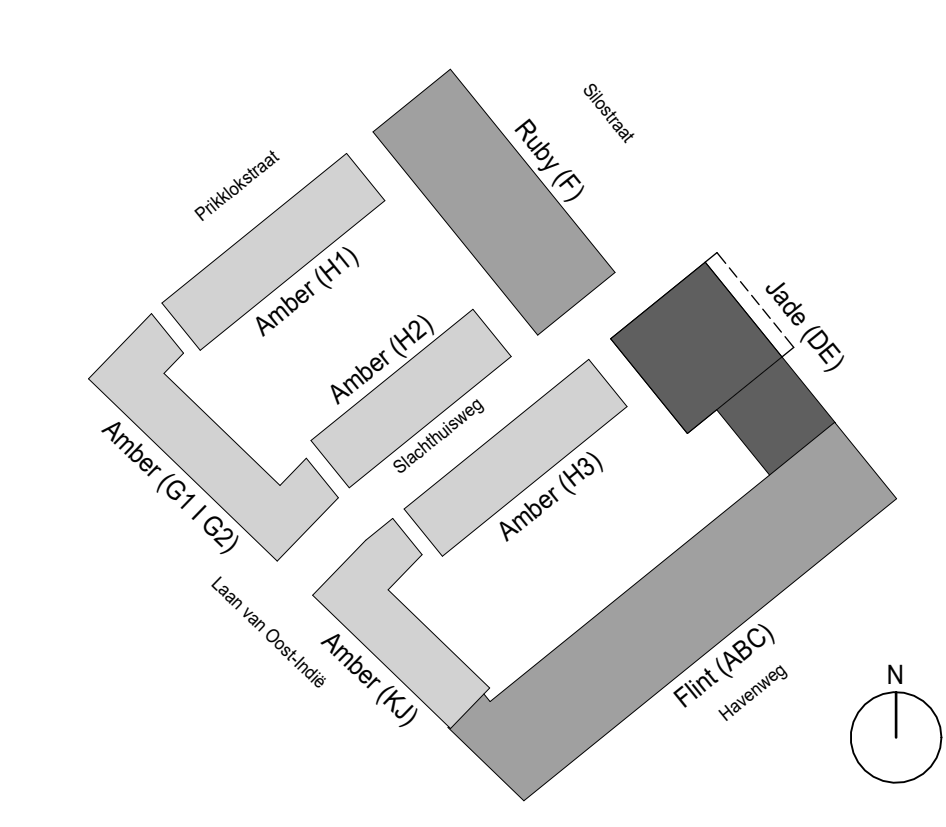 Silostraat
Ruby (F)
Prikklokstraat
Amber (H1)
Jade (DE)
Amber (H2)
Slachthuisweg
Amber (G1 I G2)
Amber (H3)
Laan van Oost-Indië
Amber (KJ)
Flint (ABC)
Havenweg
N